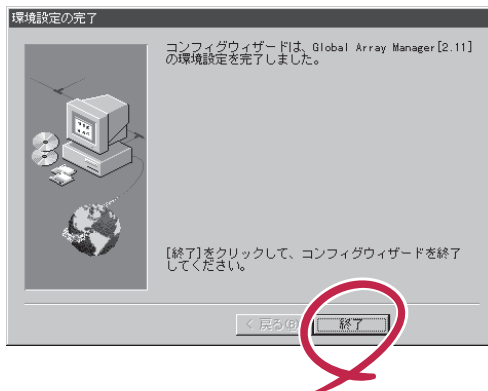 環境設定の完了
コンフィグウィザードは、Global Array Manager[2.11]
の環境設定を完了しました。
[終了]をクリックして、コンフィグウィザードを終了
してください。
< 戻る(B)
終了